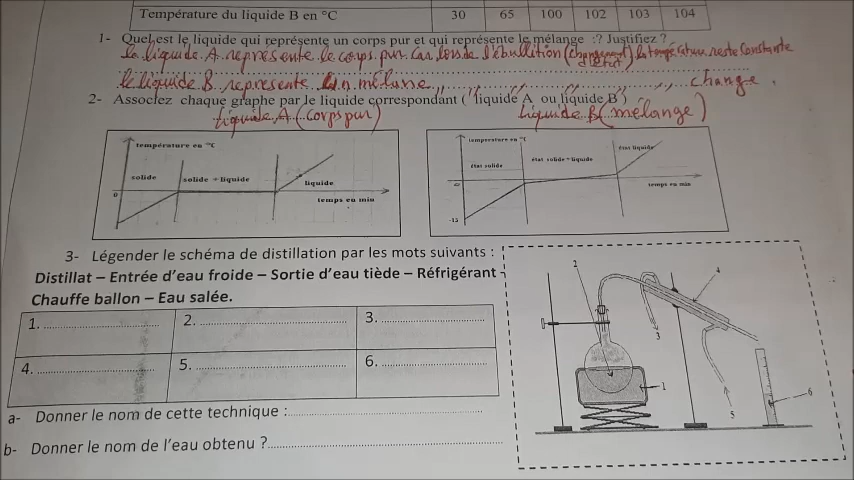 Température du liquide B en °C 30 65 100 102 103 104
1- Quel est le liquide qui représente un corps pur et qui représente le mélange :? Justifiez ?
le liquide A représente le corps pur car lors de l'ébullition (changement d'état) la température reste constante
le liquide B représente un mélange ,, ,, ,, change .
2- Associez chaque graphe par le liquide correspondant ( liquide A ou liquide B )
liquide A (corps pur) liquide B (mélange)
température en °C
solide
solide + liquide
liquide
0
temps en min
température en °C
état solide
état solide + liquide
état liquide
temps en min
-15
3- Légender le schéma de distillation par les mots suivants :
Distillat – Entrée d'eau froide – Sortie d'eau tiède – Réfrigérant -
Chauffe ballon – Eau salée.
1. 2. 3.
4. 5. 6.
2
4
3
1
5
6
a- Donner le nom de cette technique :
b- Donner le nom de l'eau obtenu ?